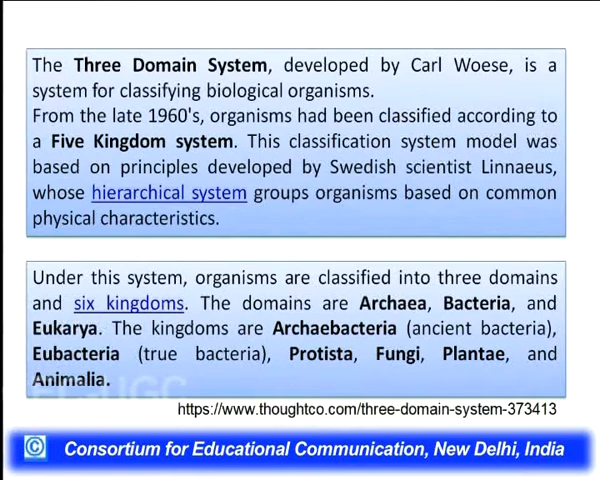 The Three Domain System, developed by Carl Woese, is a
system for classifying biological organisms.
From the late 1960's, organisms had been classified according to
a Five Kingdom system. This classification system model was
based on principles developed by Swedish scientist Linnaeus,
whose hierarchical system groups organisms based on common
physical characteristics.
Under this system, organisms are classified into three domains
and six kingdoms. The domains are Archaea, Bacteria, and
Eukarya. The kingdoms are Archaebacteria (ancient bacteria),
Eubacteria (true bacteria), Protista, Fungi, Plantae, and
Animalia.
https://www.thoughtco.com/three-domain-system-373413
© Consortium for Educational Communication, New Delhi, India